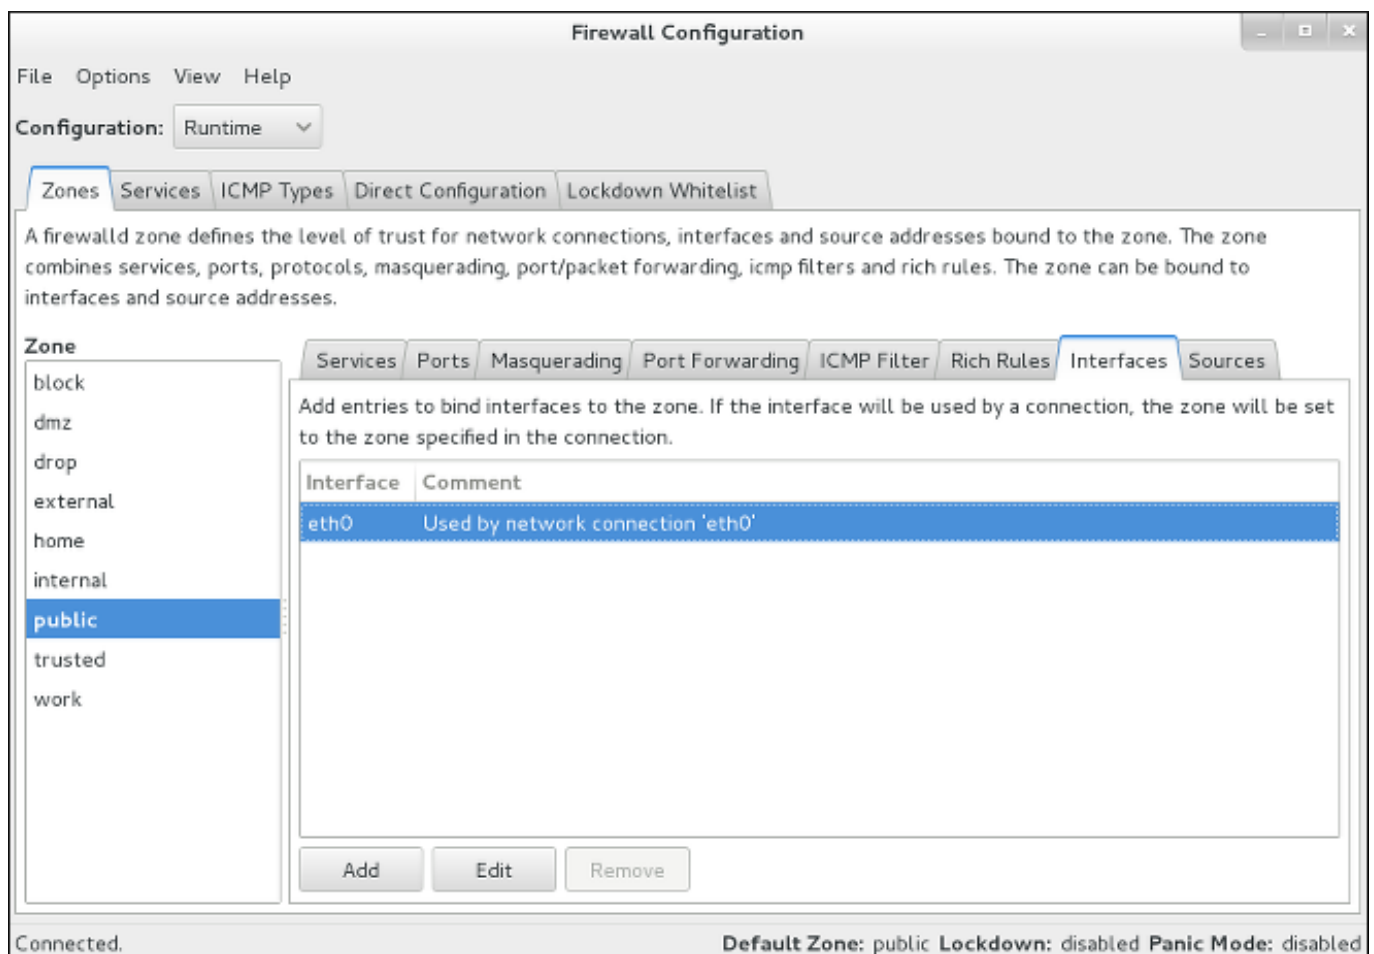 Firewall Configuration
File Options View Help
Configuration: Runtime
Zones Services ICMP Types Direct Configuration Lockdown Whitelist
A firewalld zone defines the level of trust for network connections, interfaces and source addresses bound to the zone. The zone
combines services, ports, protocols, masquerading, port/packet forwarding, icmp filters and rich rules. The zone can be bound to
interfaces and source addresses.
Zone
block
dmz
drop
external
home
internal
public
trusted
work
Services Ports Masquerading Port Forwarding ICMP Filter Rich Rules Interfaces Sources
Add entries to bind interfaces to the zone. If the interface will be used by a connection, the zone will be set
to the zone specified in the connection.
Interface Comment
eth0 Used by network connection 'eth0'
Add Edit Remove
Connected. Default Zone: public Lockdown: disabled Panic Mode: disabled